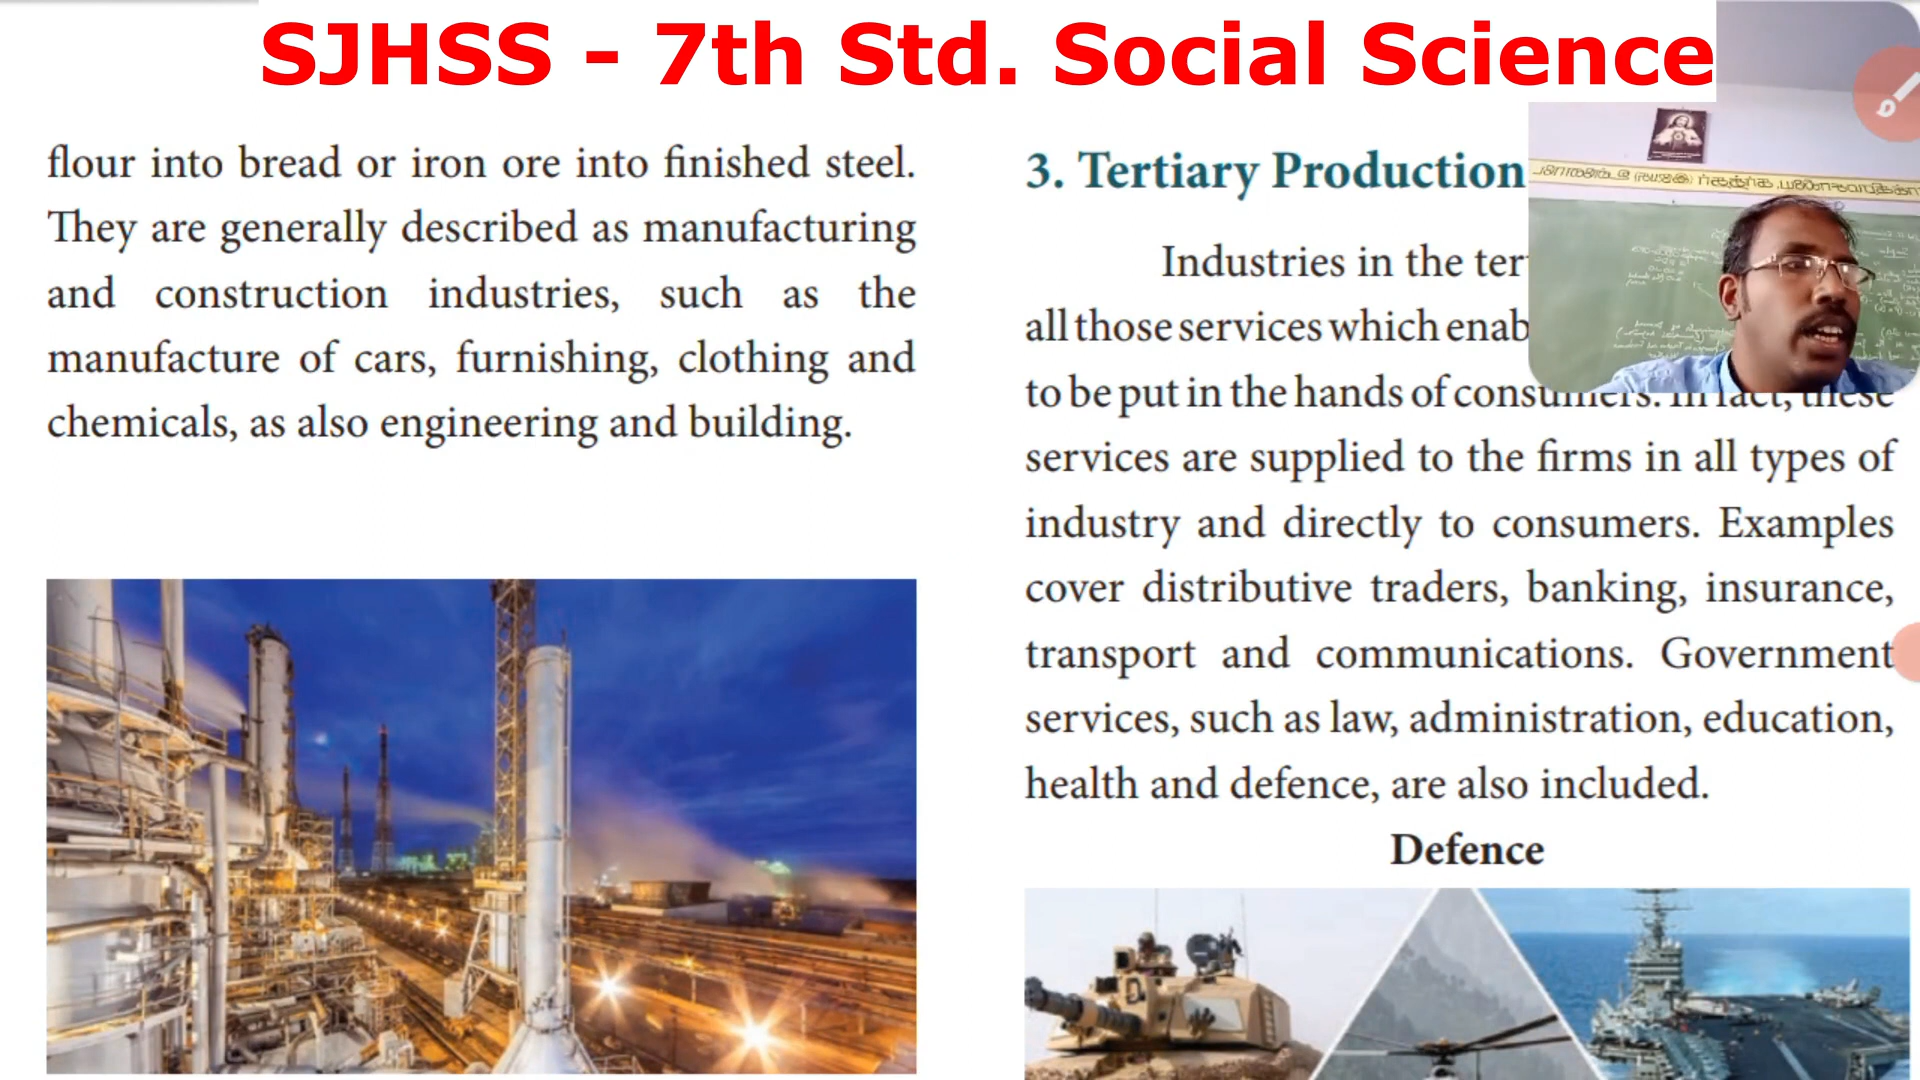 SJHSS - 7th Std. Social Science
flour into bread or iron ore into finished steel.
They are generally described as manufacturing
and construction industries, such as the
manufacture of cars, furnishing, clothing and
chemicals, as also engineering and building.
3. Tertiary Production
Industries in the
all those services which
to be put in the hands of consumers. In fact, these
services are supplied to the firms in all types of
industry and directly to consumers. Examples
cover distributive traders, banking, insurance,
transport and communications. Government
services, such as law, administration, education,
health and defence, are also included.
Defence